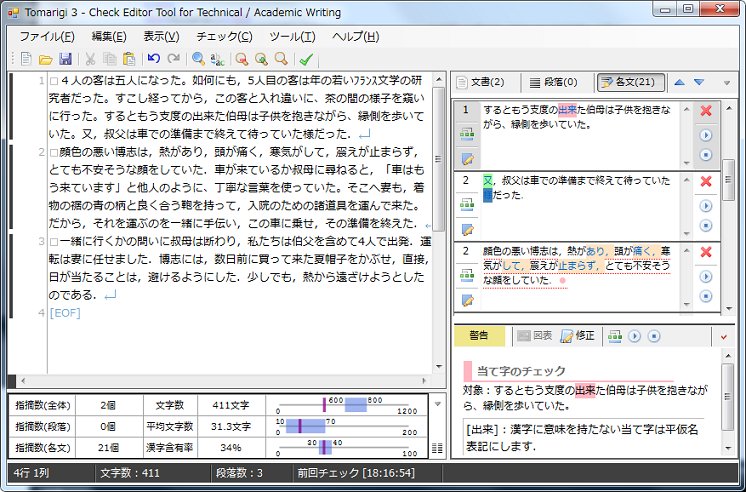 Tomarigi 3 - Check Editor Tool for Technical / Academic Writing
ファイル(F) 編集(E) 表示(V) チェック(C) ツール(T) ヘルプ(H)
1 □４人の客は五人になった。如何にも，5人目の客は年の若いﾌﾗﾝｽ文学の研
究者だった。すこし経ってから，この客と入れ違いに、茶の間の様子を窺い
に行った。するともう支度の出来た伯母は子供を抱きながら、縁側を歩いて
いた。又，叔父は車での準備まで終えて待っていた様だった．
2 □顔色の悪い博志は，熱があり，頭が痛く，寒気がして，震えが止まらず，
とても不安そうな顔をしていた．車が来ているか叔母に尋ねると，「車はも
う来ています」と他人のように、丁寧な言葉を使っていた。そこへ妻も，着
物の裾の青の柄と良く合う鞄を持って，入院のための諸道具を運んで来た。
だから，それを運ぶのを一緒に手伝い，この車に乗せ，その準備を終えた．
3 □一緒に行くかの問いに叔母は断わり，私たちは伯父を含めて4人で出発．運
転は妻に任せました．博志には，数日前に買って来た夏帽子をかぶせ，直接，
日が当たることは，避けるようにした．少しでも，熱から遠ざけようとした
のである．
4 [EOF]
文書(2) 段落(0) 各文(21)
1 するともう支度の出来た伯母は子供を抱きな
がら、縁側を歩いていた。
2 又，叔父は車での準備まで終えて待っていた
様だった．
2 顔色の悪い博志は，熱があり，頭が痛く，寒
気がして，震えが止まらず，とても不安そう
な顔をしていた．
警告 図表 修正
当て字のチェック
対象：するともう支度の出来た伯母は子供を抱きなが
ら、縁側を歩いていた。
[出来]：漢字に意味を持たない当て字は平仮名
表記にします．
指摘数(全体) 2個 文字数 411文字 0 600 800 1200
指摘数(段落) 0個 平均文字数 31.3文字 0 10 70 200
指摘数(各文) 21個 漢字含有率 34% 0 20 40 100
4行 1列 文字数：411 段落数：3 前回チェック [18:16:54]